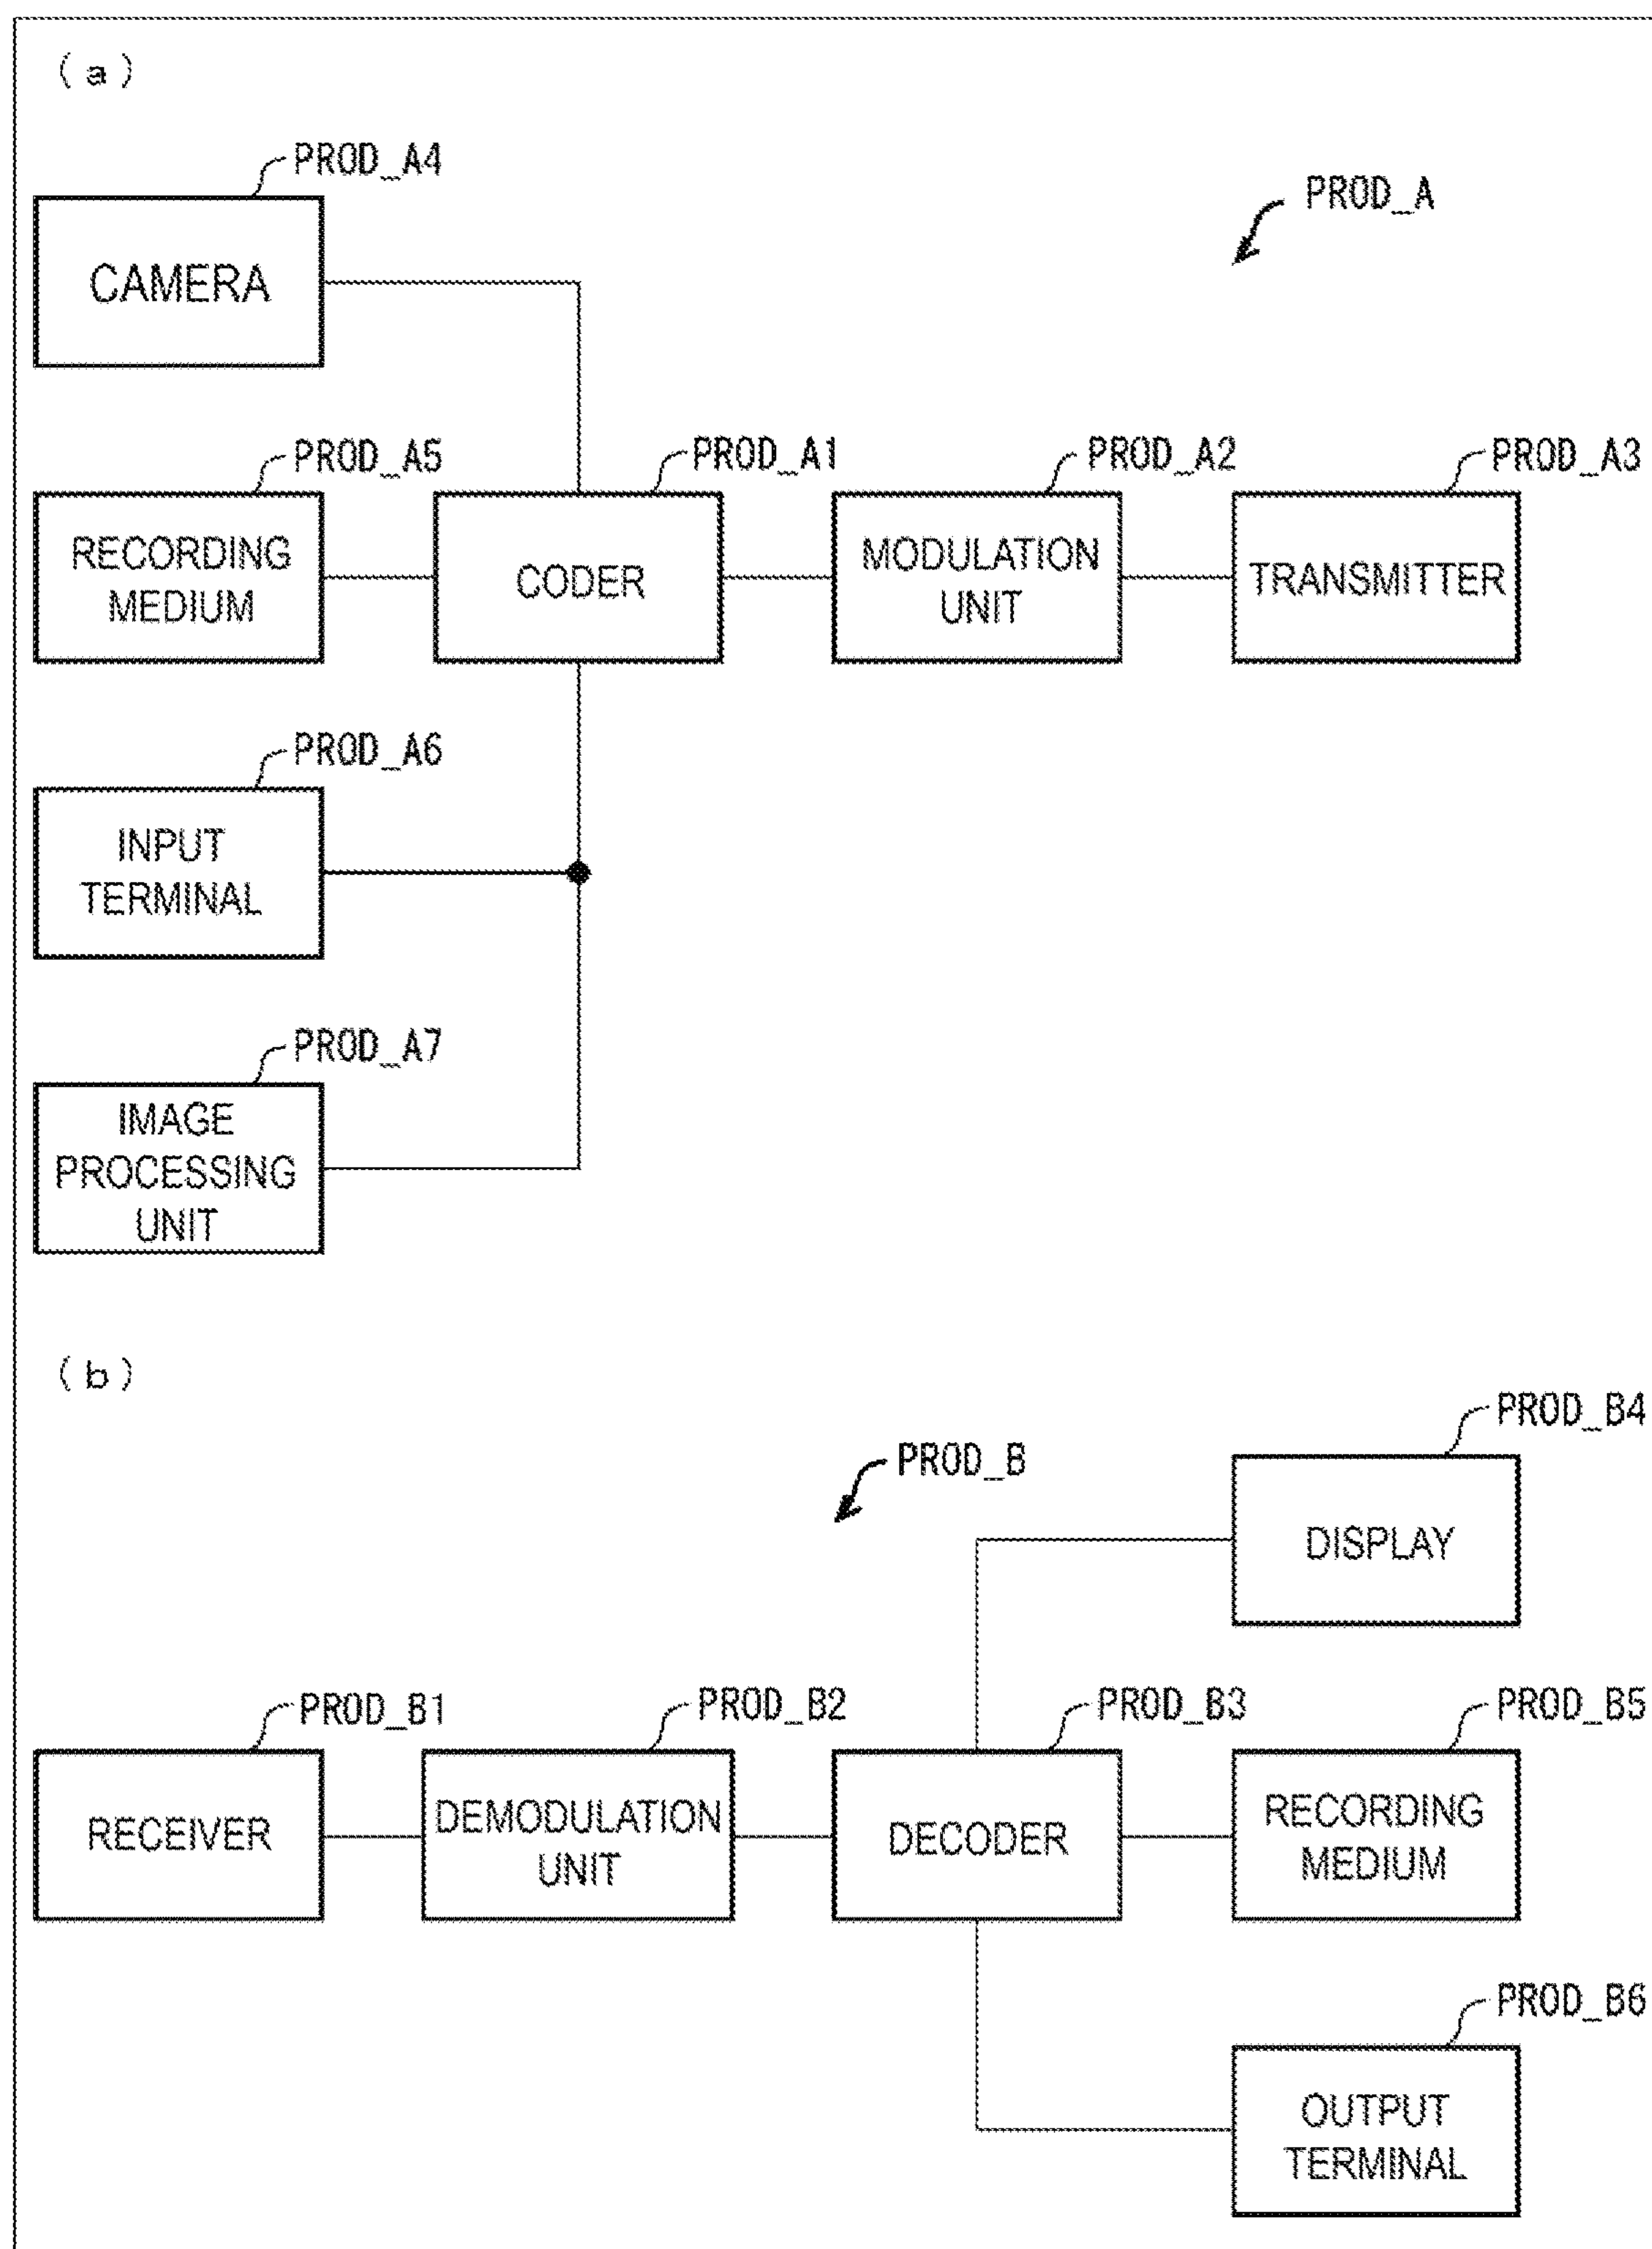 (a)
PROD_A4
PROD_A
CAMERA
PROD_A5
PROD_A1
PROD_A2
PROD_A3
RECORDING
MEDIUM
CODER
MODULATION
UNIT
TRANSMITTER
PROD_A6
INPUT
TERMINAL
PROD_A7
IMAGE
PROCESSING
UNIT
(b)
PROD_B4
PROD_B
DISPLAY
PROD_B1
PROD_B2
PROD_B3
PROD_B5
RECEIVER
DEMODULATION
UNIT
DECODER
RECORDING
MEDIUM
PROD_B6
OUTPUT
TERMINAL